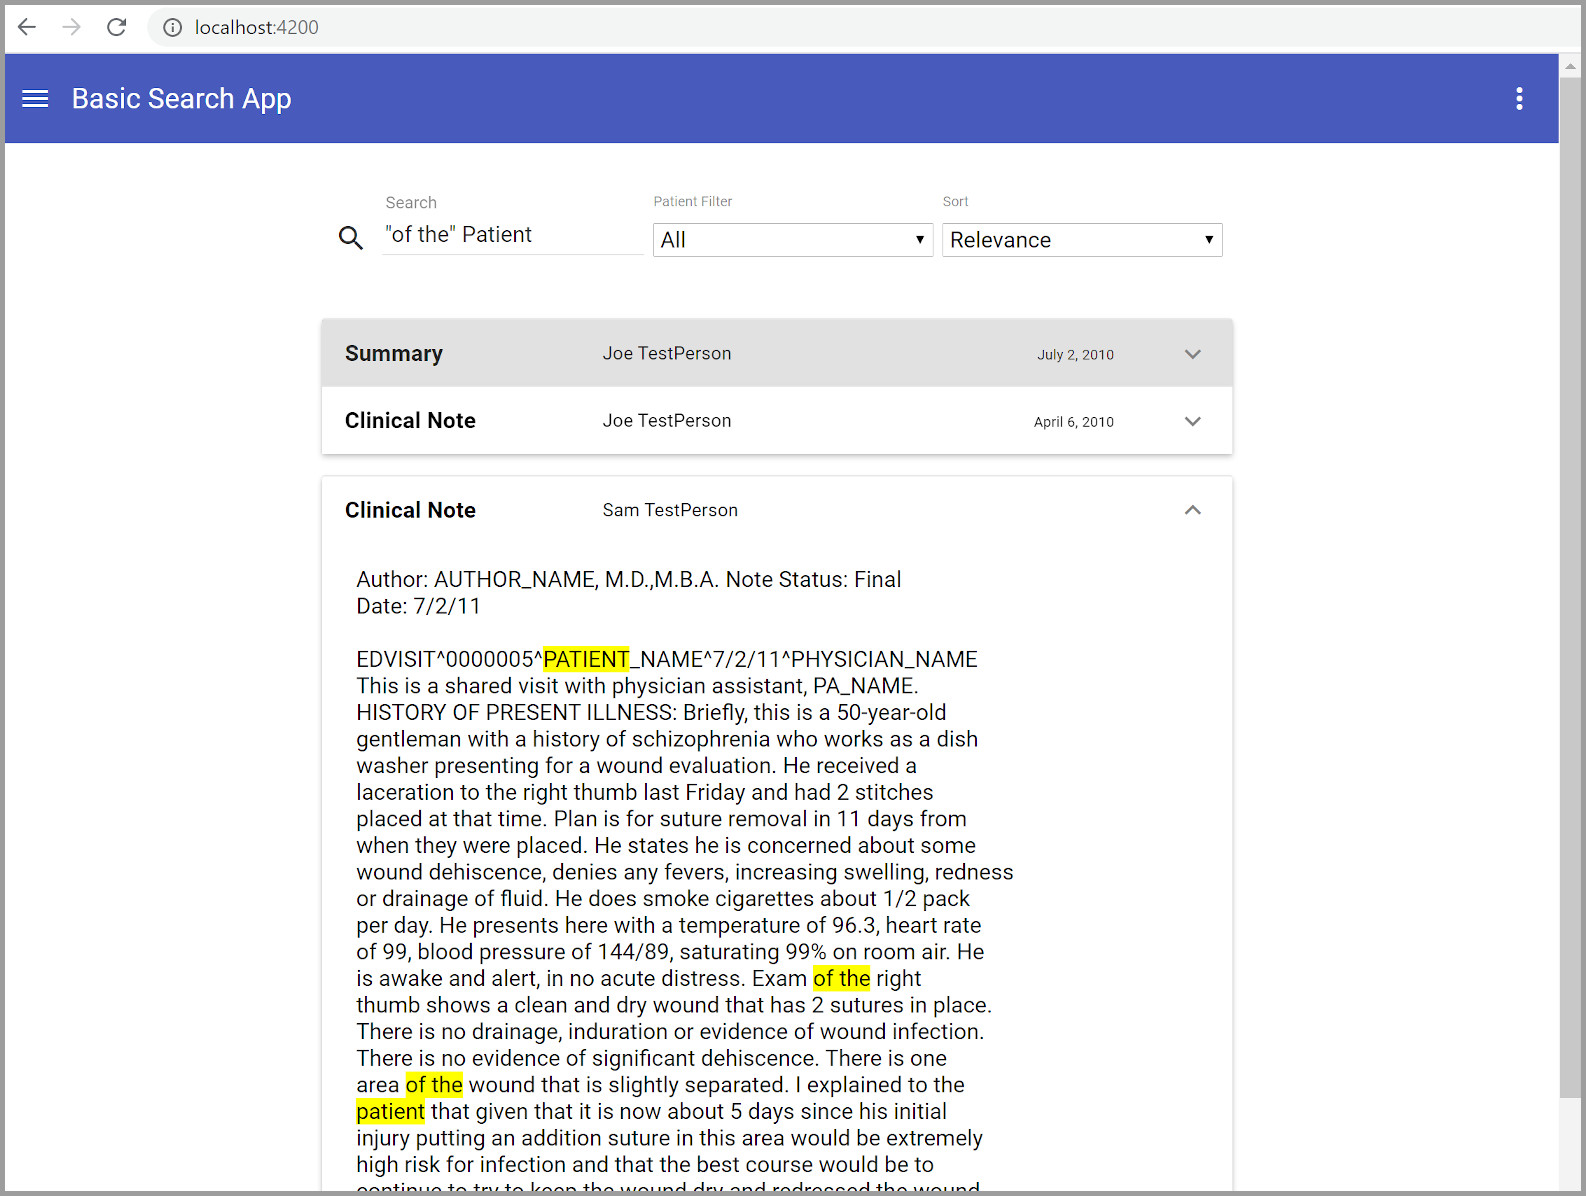 localhost:4200
Basic Search App
Search
Patient Filter
Sort
"of the" Patient
All
Relevance
Summary Joe TestPerson July 2, 2010
Clinical Note Joe TestPerson April 6, 2010
Clinical Note Sam TestPerson
Author: AUTHOR_NAME, M.D.,M.B.A. Note Status: Final
Date: 7/2/11
EDVISIT^0000005^PATIENT_NAME^7/2/11^PHYSICIAN_NAME
This is a shared visit with physician assistant, PA_NAME.
HISTORY OF PRESENT ILLNESS: Briefly, this is a 50-year-old
gentleman with a history of schizophrenia who works as a dish
washer presenting for a wound evaluation. He received a
laceration to the right thumb last Friday and had 2 stitches
placed at that time. Plan is for suture removal in 11 days from
when they were placed. He states he is concerned about some
wound dehiscence, denies any fevers, increasing swelling, redness
or drainage of fluid. He does smoke cigarettes about 1/2 pack
per day. He presents here with a temperature of 96.3, heart rate
of 99, blood pressure of 144/89, saturating 99% on room air. He
is awake and alert, in no acute distress. Exam of the right
thumb shows a clean and dry wound that has 2 sutures in place.
There is no drainage, induration or evidence of wound infection.
There is no evidence of significant dehiscence. There is one
area of the wound that is slightly separated. I explained to the
patient that given that it is now about 5 days since his initial
injury putting an addition suture in this area would be extremely
high risk for infection and that the best course would be to
continue to try to keep the wound dry and redressed the wound